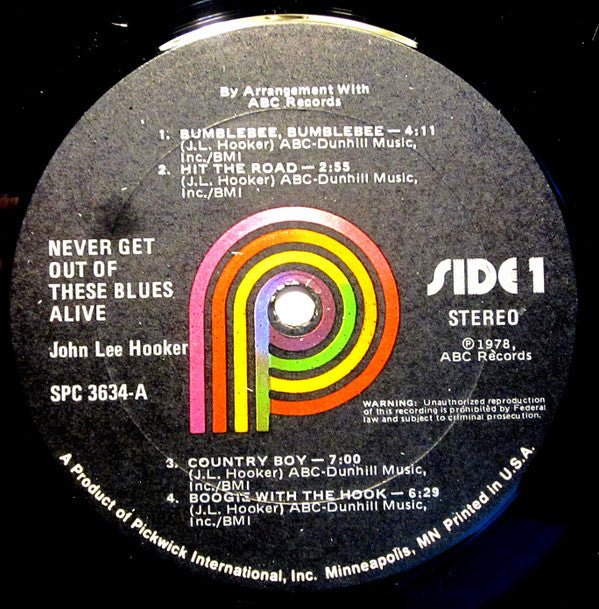 By Arrangement With
ABC Records
1. BUMBLEBEE, BUMBLEBEE — 4:11
(J.L. Hooker) ABC-Dunhill Music,
Inc./BMI
2. HIT THE ROAD — 2:55
(J.L. Hooker) ABC-Dunhill Music,
Inc./BMI
NEVER GET
OUT OF
THESE BLUES
ALIVE
John Lee Hooker
SPC 3634-A
SIDE 1
STEREO
℗1978,
ABC Records
WARNING: Unauthorized reproduction
of this recording is prohibited by Federal
law and subject to criminal prosecution.
3. COUNTRY BOY — 7:00
(J.L. Hooker) ABC-Dunhill Music,
Inc./BMI
4. BOOGIE WITH THE HOOK — 6:29
(J.L. Hooker) ABC-Dunhill Music,
Inc./BMI
A Product of Pickwick International, Inc. Minneapolis, MN Printed in U.S.A.